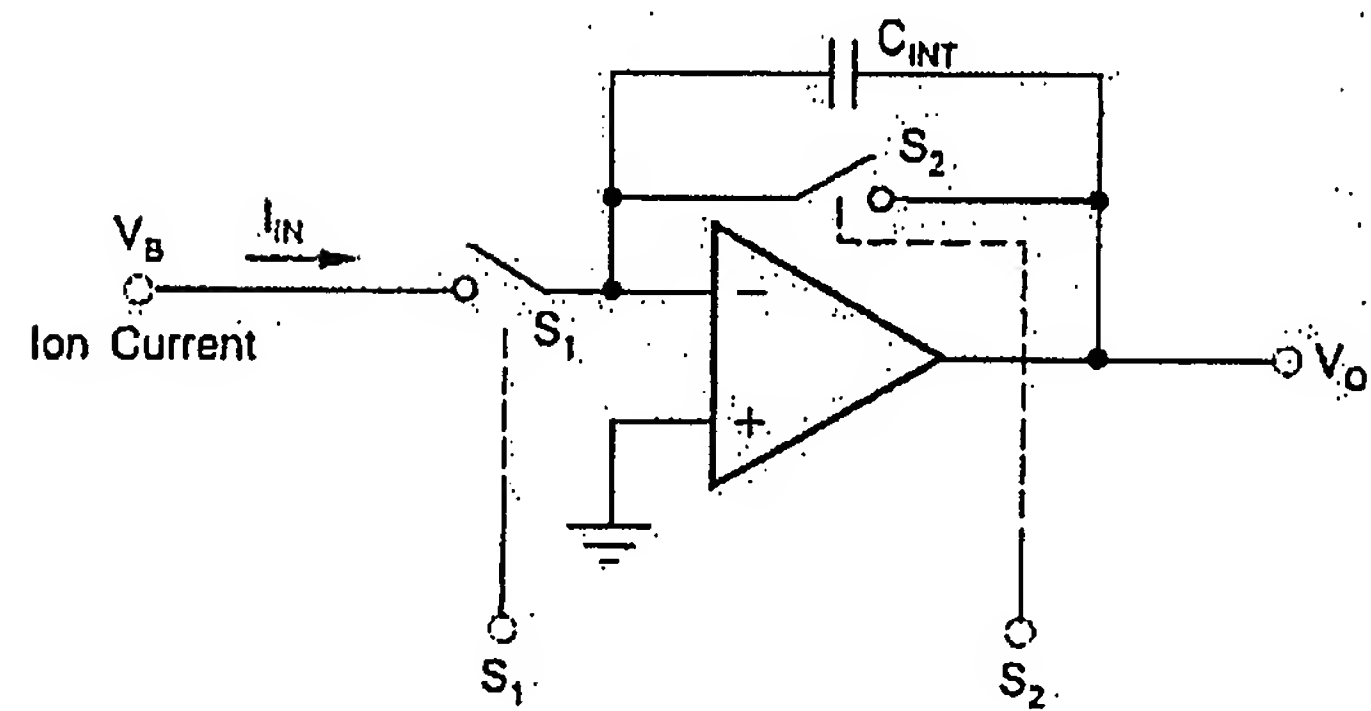 C_INT
S_2
V_B
I_IN
S_1
Ion Current
−
+
V_O
S_1
S_2